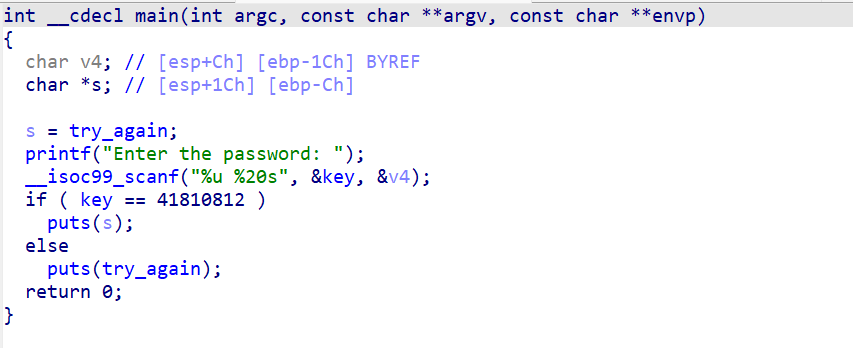 int __cdecl main(int argc, const char **argv, const char **envp)
{
  char v4; // [esp+Ch] [ebp-1Ch] BYREF
  char *s; // [esp+1Ch] [ebp-Ch]

  s = try_again;
  printf("Enter the password: ");
  __isoc99_scanf("%u %20s", &key, &v4);
  if ( key == 41810812 )
    puts(s);
  else
    puts(try_again);
  return 0;
}